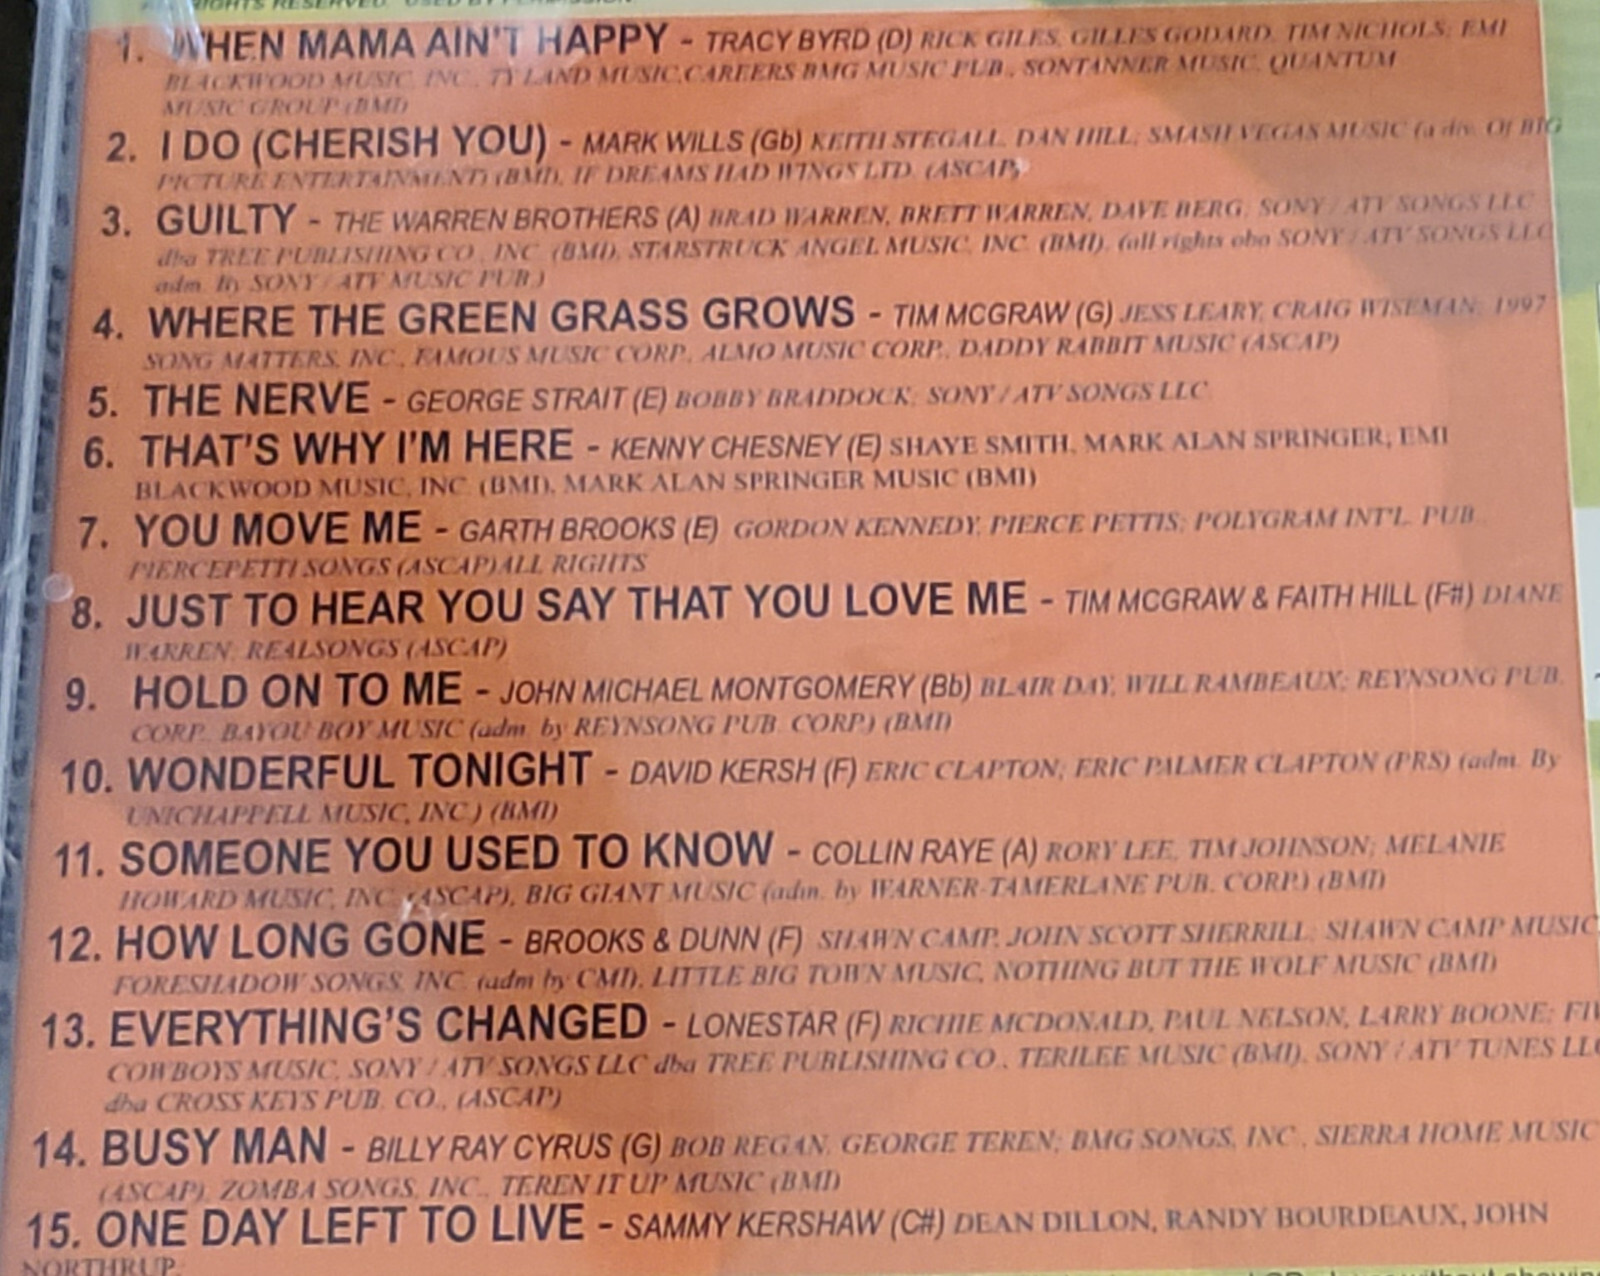 RIGHTS RESERVED. USED BY PERMISSION
1. WHEN MAMA AIN'T HAPPY - TRACY BYRD (D) RICK GILES, GILLES GODARD, TIM NICHOLS; EMI
BLACKWOOD MUSIC, INC., TY LAND MUSIC,CAREERS BMG MUSIC PUB., SONTANNER MUSIC, QUANTUM
MUSIC GROUP (BMI)
2. I DO (CHERISH YOU) - MARK WILLS (Gb) KEITH STEGALL, DAN HILL; SMASH VEGAS MUSIC (a div. Of BIG
PICTURE ENTERTAINMENT) (BMI), IF DREAMS HAD WINGS LTD. (ASCAP)
3. GUILTY - THE WARREN BROTHERS (A) BRAD WARREN, BRETT WARREN, DAVE BERG; SONY / ATV SONGS LLC
dba TREE PUBLISHING CO., INC. (BMI), STARSTRUCK ANGEL MUSIC, INC. (BMI). (all rights obo SONY / ATV SONGS LLC
adm. By SONY / ATV MUSIC PUB.)
4. WHERE THE GREEN GRASS GROWS - TIM MCGRAW (G) JESS LEARY, CRAIG WISEMAN; 1997
SONG MATTERS, INC., FAMOUS MUSIC CORP., ALMO MUSIC CORP., DADDY RABBIT MUSIC (ASCAP)
5. THE NERVE - GEORGE STRAIT (E) BOBBY BRADDOCK; SONY / ATV SONGS LLC
6. THAT'S WHY I'M HERE - KENNY CHESNEY (E) SHAYE SMITH, MARK ALAN SPRINGER; EMI
BLACKWOOD MUSIC, INC. (BMI), MARK ALAN SPRINGER MUSIC (BMI)
7. YOU MOVE ME - GARTH BROOKS (E) GORDON KENNEDY, PIERCE PETTIS; POLYGRAM INT'L PUB.
PIERCEPETTI SONGS (ASCAP)ALL RIGHTS
8. JUST TO HEAR YOU SAY THAT YOU LOVE ME - TIM MCGRAW & FAITH HILL (F#) DIANE
WARREN; REALSONGS (ASCAP)
9. HOLD ON TO ME - JOHN MICHAEL MONTGOMERY (Bb) BLAIR DAY, WILL RAMBEAUX; REYNSONG PUB.
CORP., BAYOU BOY MUSIC (adm. by REYNSONG PUB. CORP.) (BMI)
10. WONDERFUL TONIGHT - DAVID KERSH (F) ERIC CLAPTON; ERIC PALMER CLAPTON (PRS) (adm. By
UNICHAPPELL MUSIC, INC.) (BMI)
11. SOMEONE YOU USED TO KNOW - COLLIN RAYE (A) RORY LEE, TIM JOHNSON; MELANIE
HOWARD MUSIC, INC. (ASCAP), BIG GIANT MUSIC (adm. by WARNER-TAMERLANE PUB. CORP.) (BMI)
12. HOW LONG GONE - BROOKS & DUNN (F) SHAWN CAMP, JOHN SCOTT SHERRILL; SHAWN CAMP MUSIC
FORESHADOW SONGS, INC. (adm by CMI), LITTLE BIG TOWN MUSIC, NOTHING BUT THE WOLF MUSIC (BMI)
13. EVERYTHING'S CHANGED - LONESTAR (F) RICHIE MCDONALD, PAUL NELSON, LARRY BOONE; FIV
COWBOYS MUSIC, SONY / ATV SONGS LLC dba TREE PUBLISHING CO., TERILEE MUSIC (BMI), SONY / ATV TUNES LLC
dba CROSS KEYS PUB. CO., (ASCAP)
14. BUSY MAN - BILLY RAY CYRUS (G) BOB REGAN, GEORGE TEREN; BMG SONGS, INC., SIERRA HOME MUSIC
(ASCAP), ZOMBA SONGS, INC., TEREN IT UP MUSIC (BMI)
15. ONE DAY LEFT TO LIVE - SAMMY KERSHAW (C#) DEAN DILLON, RANDY BOURDEAUX, JOHN
NORTHRUP;